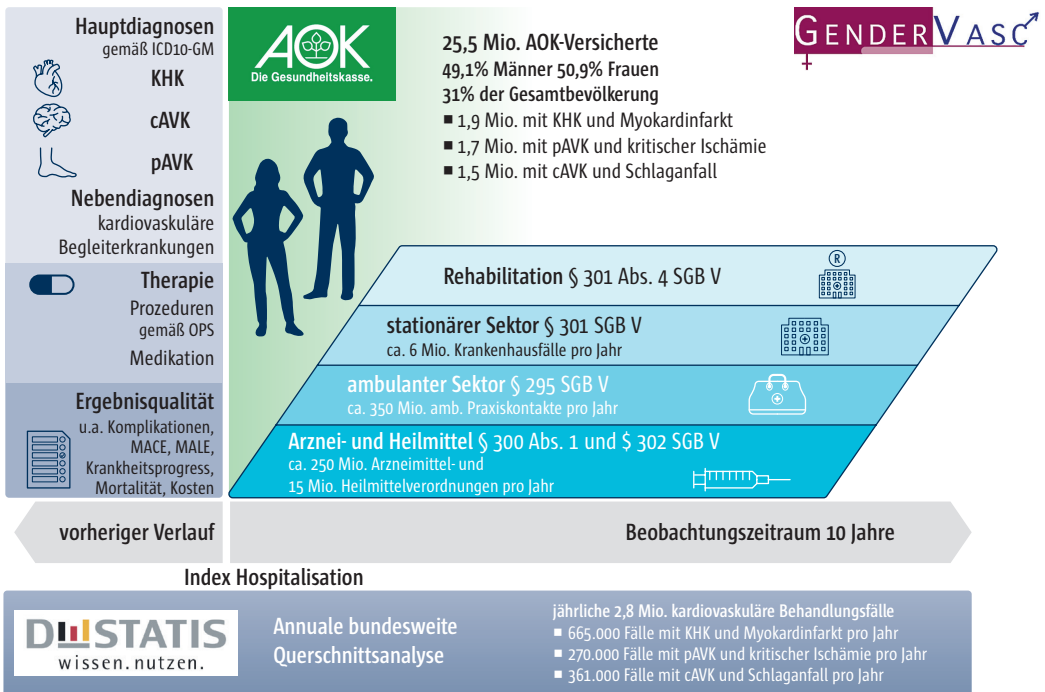 Hauptdiagnosen
gemäß ICD10-GM
KHK
cAVK
pAVK
Nebendiagnosen
kardiovaskuläre
Begleiterkrankungen
Therapie
Prozeduren
gemäß OPS
Medikation
Ergebnisqualität
u.a. Komplikationen,
MACE, MALE,
Krankheitsprogress,
Mortalität, Kosten
AOK
Die Gesundheitskasse.
25,5 Mio. AOK-Versicherte
49,1% Männer 50,9% Frauen
31% der Gesamtbevölkerung
■ 1,9 Mio. mit KHK und Myokardinfarkt
■ 1,7 Mio. mit pAVK und kritischer Ischämie
■ 1,5 Mio. mit cAVK und Schlaganfall
GENDERVASC
Rehabilitation § 301 Abs. 4 SGB V
R
stationärer Sektor § 301 SGB V
ca. 6 Mio. Krankenhausfälle pro Jahr
ambulanter Sektor § 295 SGB V
ca. 350 Mio. amb. Praxiskontakte pro Jahr
Arznei- und Heilmittel § 300 Abs. 1 und $ 302 SGB V
ca. 250 Mio. Arzneimittel- und
15 Mio. Heilmittelverordnungen pro Jahr
vorheriger Verlauf
Beobachtungszeitraum 10 Jahre
Index Hospitalisation
DESTATIS
wissen.nutzen.
Annuale bundesweite
Querschnittsanalyse
jährliche 2,8 Mio. kardiovaskuläre Behandlungsfälle
■ 665.000 Fälle mit KHK und Myokardinfarkt pro Jahr
■ 270.000 Fälle mit pAVK und kritischer Ischämie pro Jahr
■ 361.000 Fälle mit cAVK und Schlaganfall pro Jahr